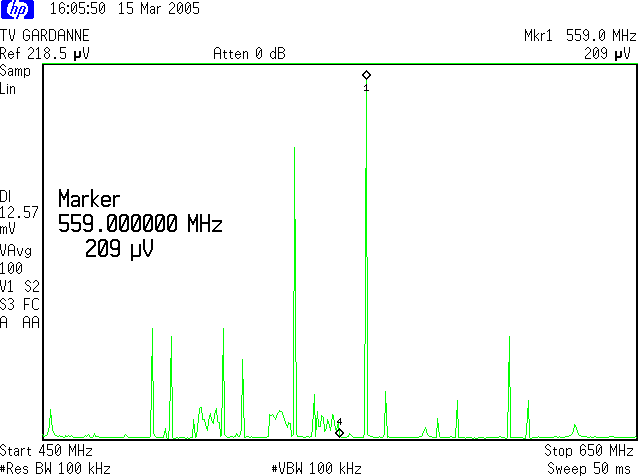 hp 16:05:50 15 Mar 2005
TV GARDANNE Mkr1 559.0 MHz
Ref 218.5 µV Atten 0 dB 209 µV
Samp
Lin
1
Dl
12.57
mV
Marker
559.000000 MHz
209 µV
VAvg
100
V1 S2
S3 FC
A AA
4
Start 450 MHz Stop 650 MHz
#Res BW 100 kHz #VBW 100 kHz Sweep 50 ms